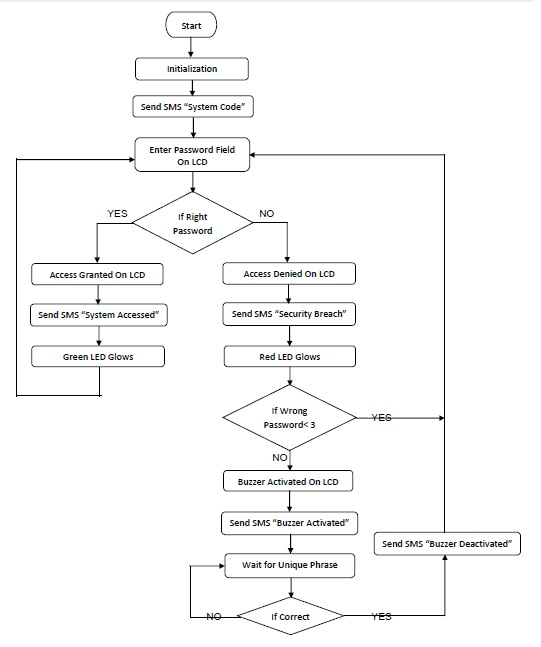 Start
Initialization
Send SMS “System Code”
Enter Password Field
On LCD
If Right
Password
YES
NO
Access Granted On LCD
Send SMS “System Accessed”
Green LED Glows
Access Denied On LCD
Send SMS “Security Breach”
Red LED Glows
If Wrong
Password< 3
YES
NO
Buzzer Activated On LCD
Send SMS “Buzzer Activated”
Wait for Unique Phrase
If Correct
NO
YES
Send SMS “Buzzer Deactivated”